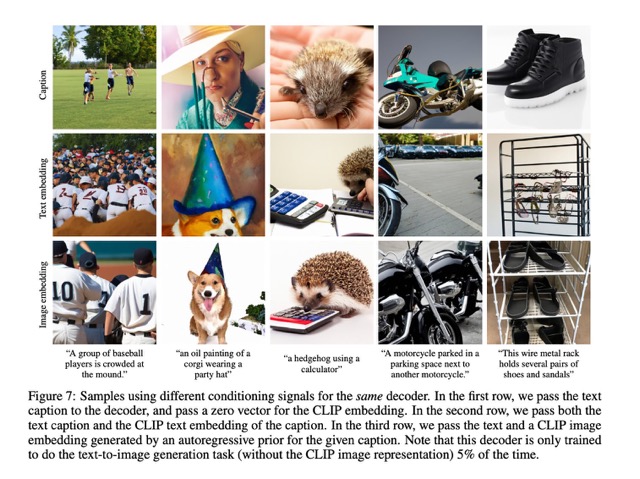 Caption
Text embedding
Image embedding
10
1
"A group of baseball
players is crowded at
the mound."
"an oil painting of a
corgi wearing a
party hat"
"a hedgehog using a
calculator"
"A motorcycle parked in a
parking space next to
another motorcycle."
"This wire metal rack
holds several pairs of
shoes and sandals"
Figure 7: Samples using different conditioning signals for the same decoder. In the first row, we pass the text
caption to the decoder, and pass a zero vector for the CLIP embedding. In the second row, we pass both
the text caption and the CLIP text embedding of the caption. In the third row, we pass the text and a CLIP image
embedding generated by an autoregressive prior for the given caption. Note that this decoder is only trained
to do the text-to-image generation task (without the CLIP image representation) 5% of the time.